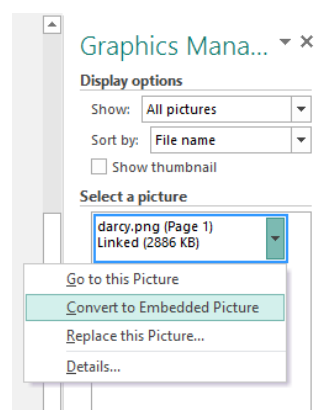 Graphics Mana...
Display options
Show: All pictures
Sort by: File name
Show thumbnail
Select a picture
darcy.png (Page 1)
Linked (2886 KB)
Go to this Picture
Convert to Embedded Picture
Replace this Picture...
Details...